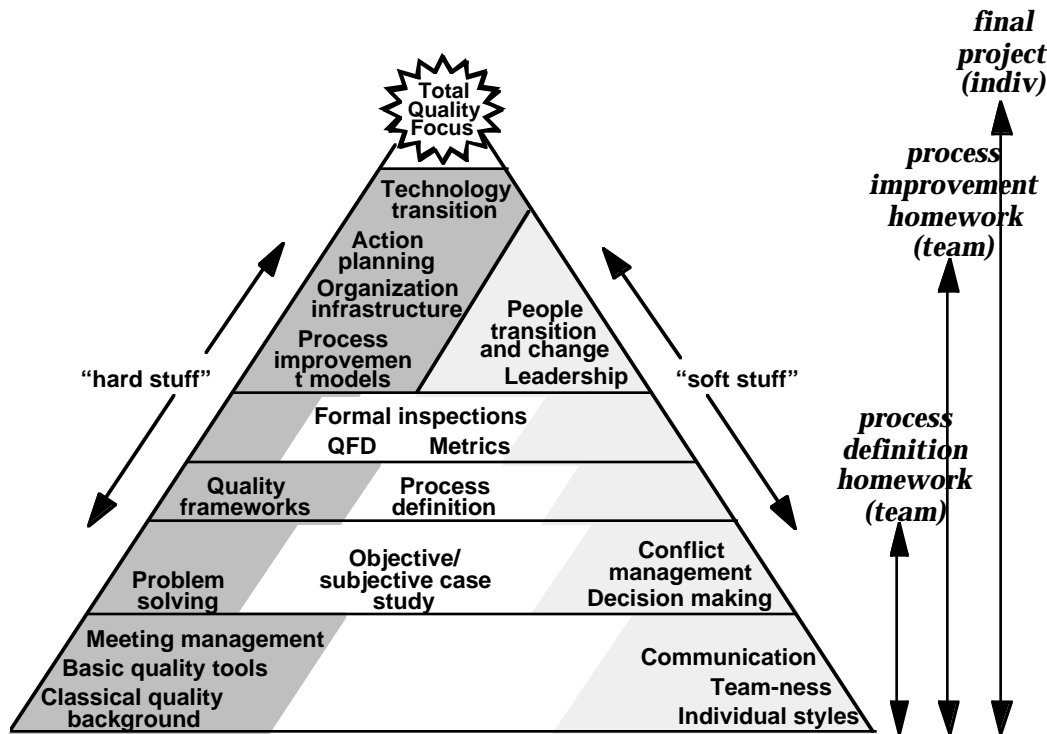 final
project
(indiv)
Total
Quality
Focus
process
improvement
homework
(team)
Technology
transition
Action
planning
Organization
infrastructure
Process
improvemen
t models
People
transition
and change
Leadership
“hard stuff”
“soft stuff”
Formal inspections
QFD Metrics
process
definition
homework
(team)
Quality
frameworks
Process
definition
Problem
solving
Objective/
subjective case
study
Conflict
management
Decision making
Meeting management
Basic quality tools
Classical quality
background
Communication
Team-ness
Individual styles